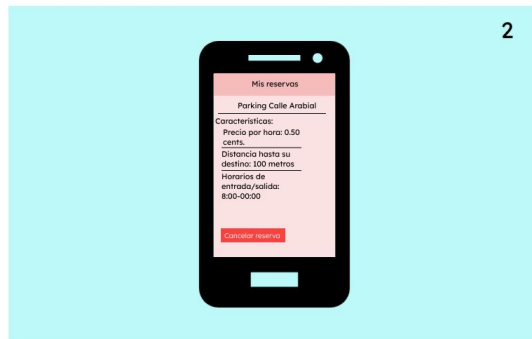 2
Mis reservas
Parking Calle Arabial
Características:
Precio por hora: 0.50
cents.
Distancia hasta su
destino: 100 metros
Horarios de
entrada/salida:
8:00-00:00
Cancelar reserva